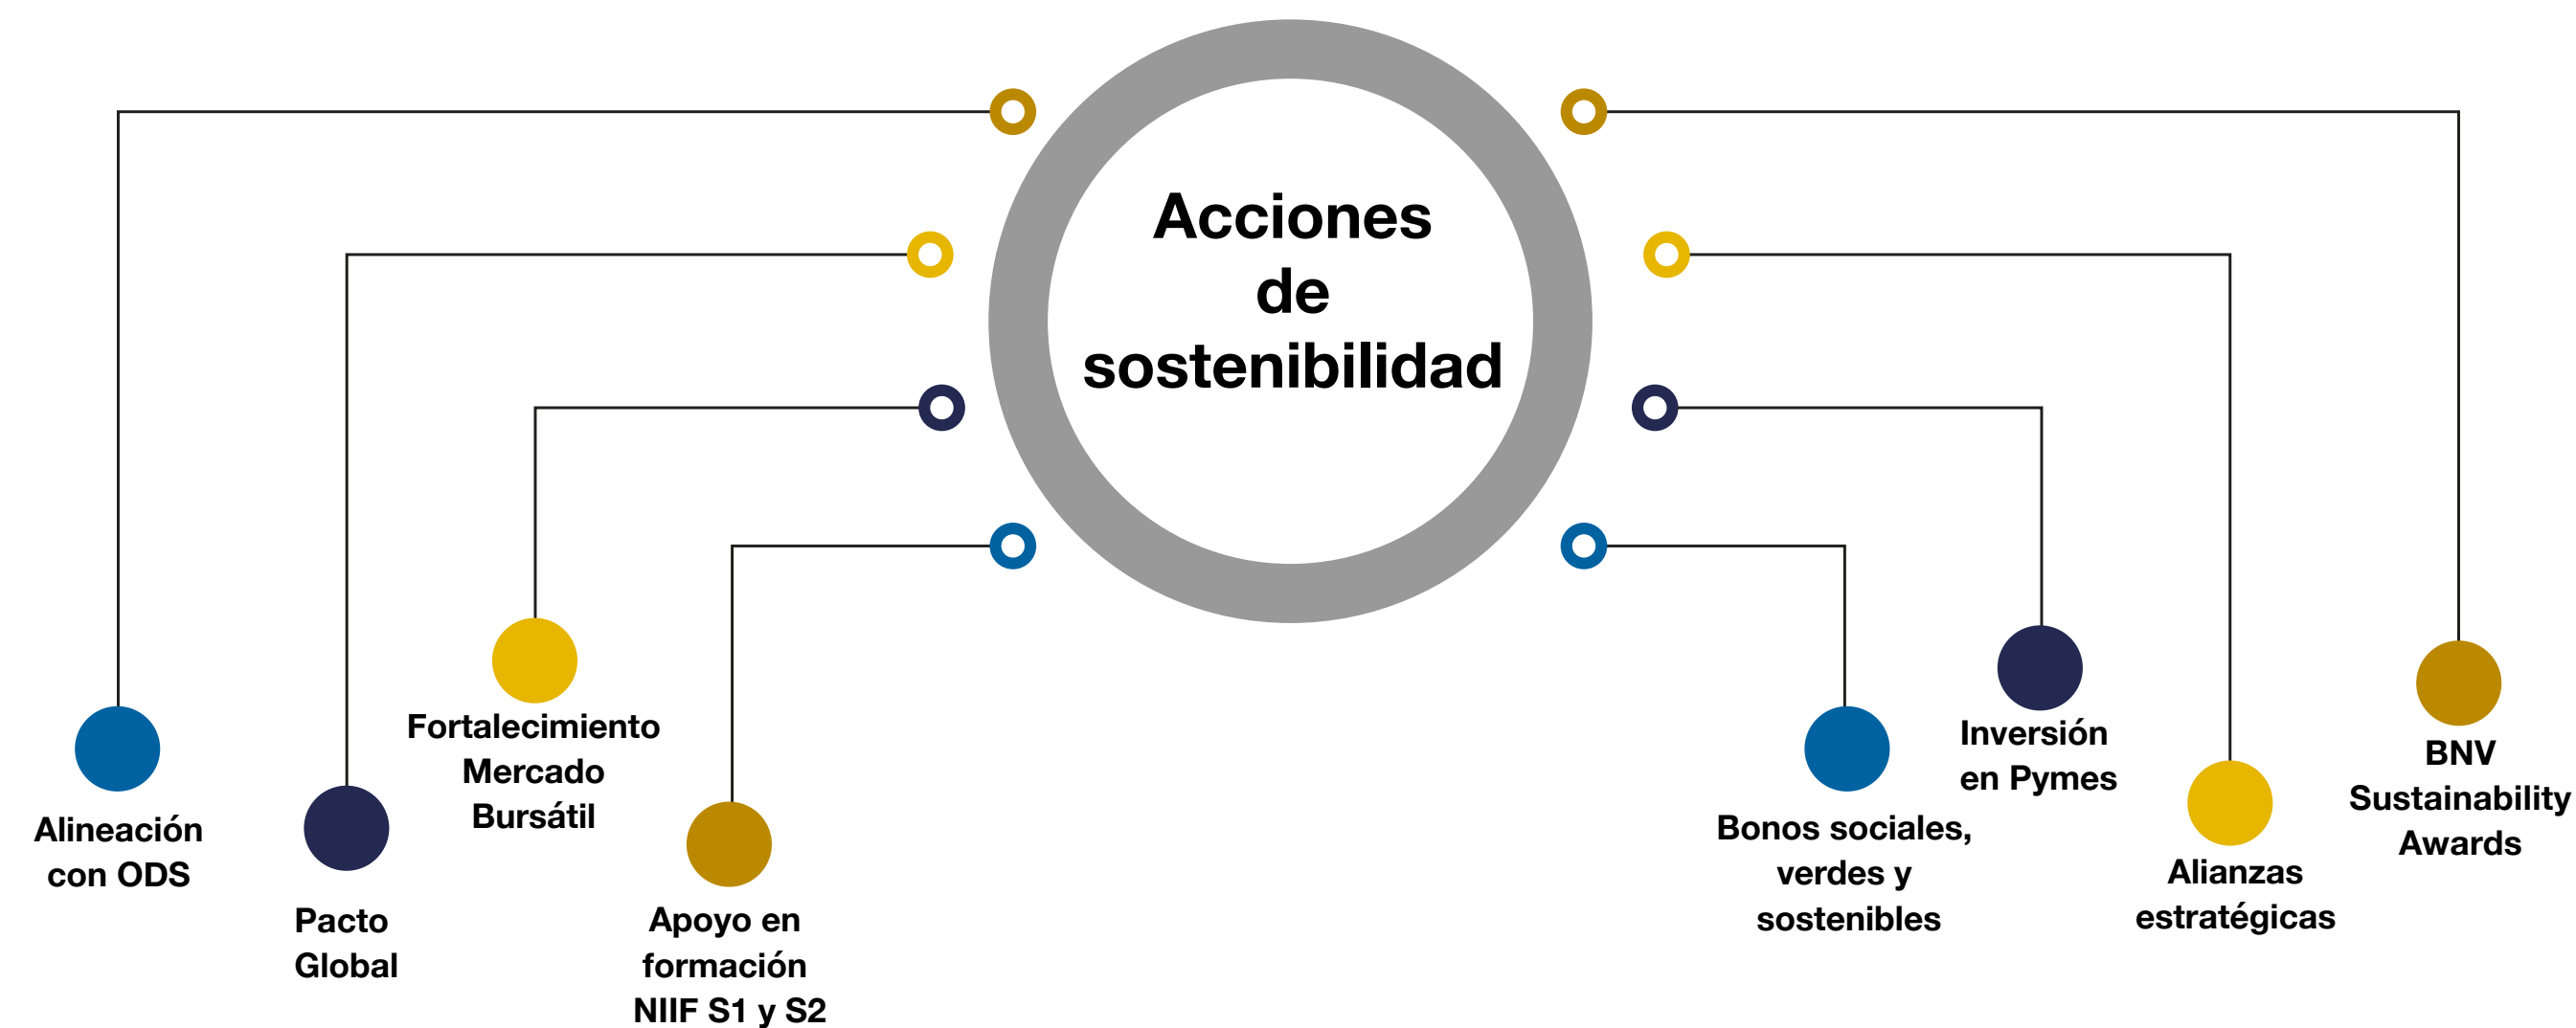 Acciones
de
sostenibilidad
Alineación
con ODS
Pacto
Global
Fortalecimiento
Mercado
Bursátil
Apoyo en
formación
NIIF S1 y S2
Bonos sociales,
verdes y
sostenibles
Inversión
en Pymes
Alianzas
estratégicas
BNV
Sustainability
Awards